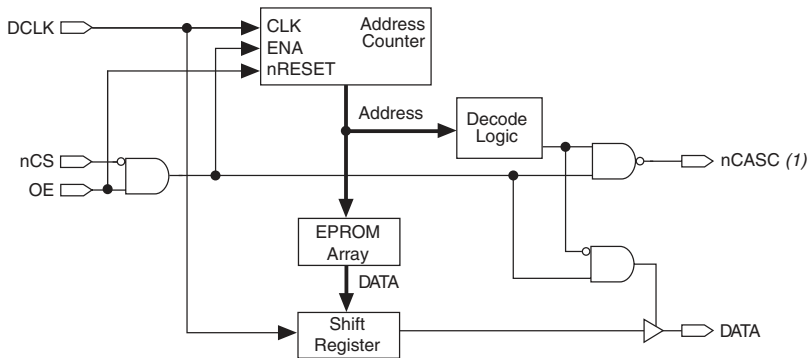 DCLK
CLK
ENA
nRESET
Address
Counter
Address
Decode
Logic
nCS
OE
nCASC (1)
EPROM
Array
DATA
Shift
Register
DATA